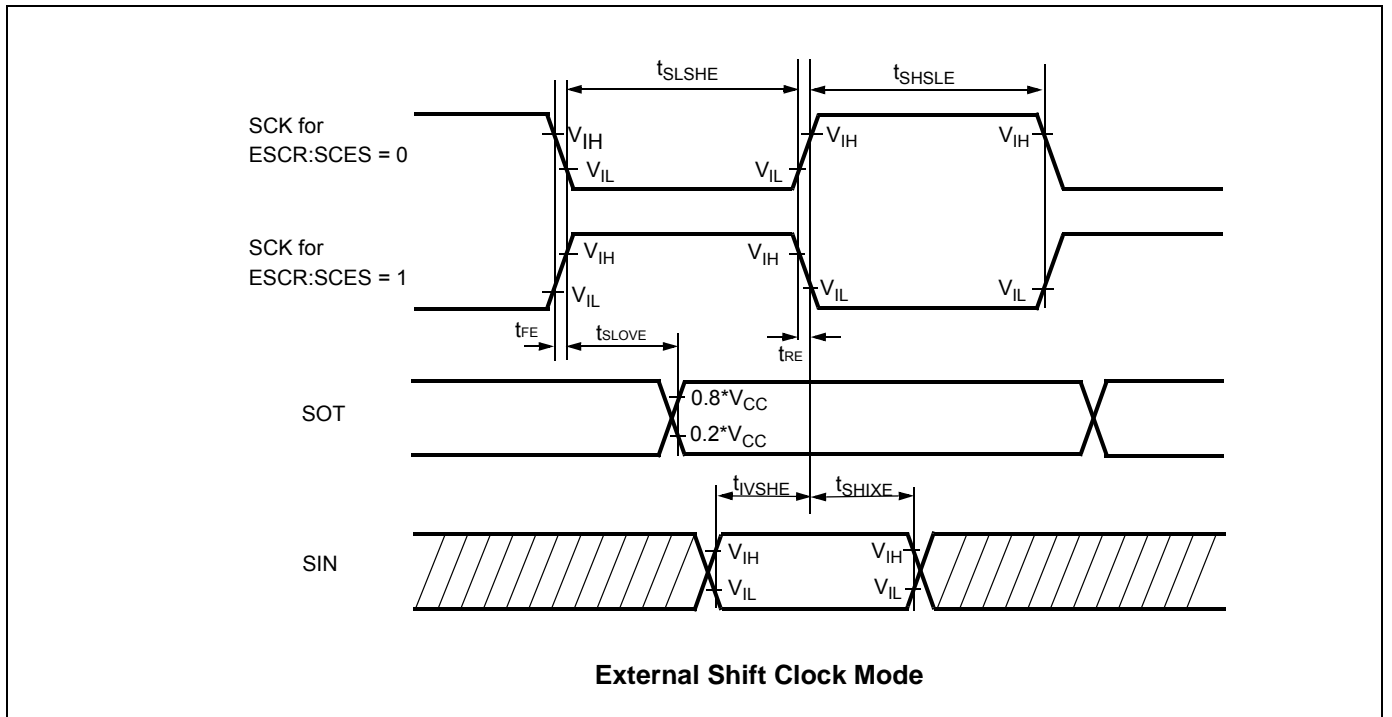 tSLSHE tSHSLE
SCK for
ESCR:SCES = 0
VIH VIH VIH
VIL VIL
SCK for
ESCR:SCES = 1
VIH VIH
VIL VIL VIL
tFE tSLOVE tRE
SOT
0.8*VCC
0.2*VCC
tIVSHE tSHIXE
SIN
VIH VIH
VIL VIL
External Shift Clock Mode